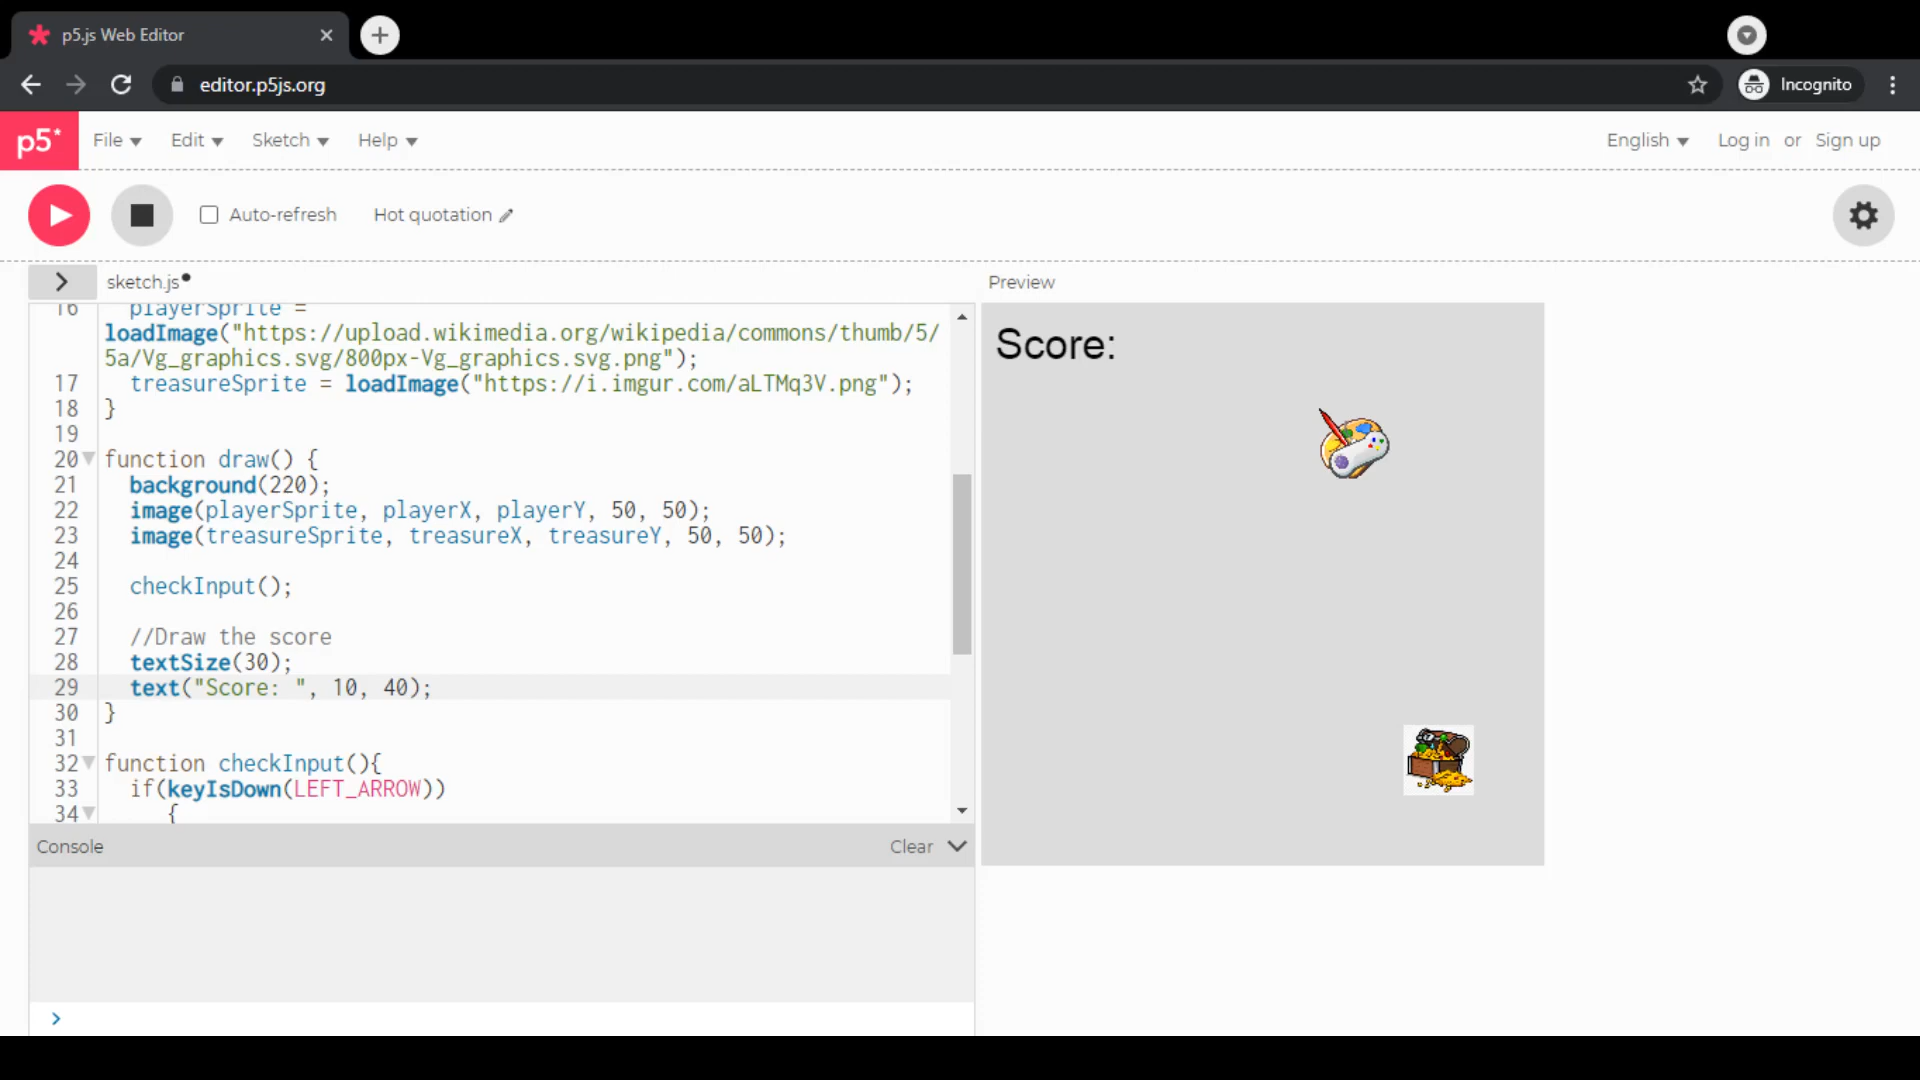 p5.js Web Editor
editor.p5js.org
Incognito
p5* File Edit Sketch Help English Log in or Sign up
Auto-refresh Hot quotation
sketch.js
Preview
16 playerSprite =
loadImage("https://upload.wikimedia.org/wikipedia/commons/thumb/5/
5a/Vg_graphics.svg/800px-Vg_graphics.svg.png");
17 treasureSprite = loadImage("https://i.imgur.com/aLTMq3V.png");
18 }
19
20 function draw() {
21 background(220);
22 image(playerSprite, playerX, playerY, 50, 50);
23 image(treasureSprite, treasureX, treasureY, 50, 50);
24
25 checkInput();
26
27 //Draw the score
28 textSize(30);
29 text("Score: ", 10, 40);
30 }
31
32 function checkInput(){
33 if(keyIsDown(LEFT_ARROW))
34 {
Console
Clear
>
Score: